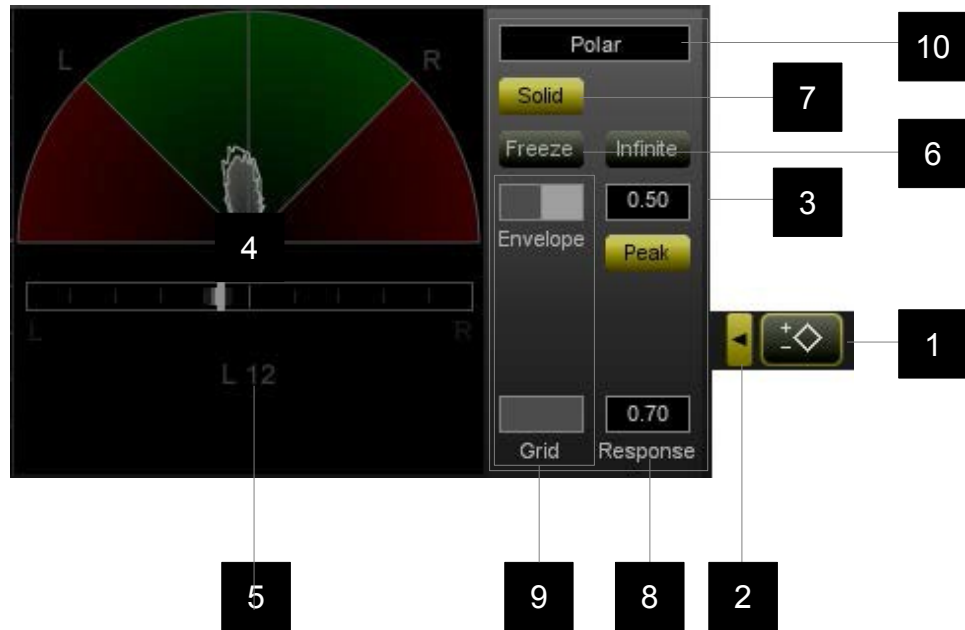 Polar
10
L
R
Solid
7
Freeze
Infinite
6
0.50
3
4
Envelope
Peak
L
R
+
-
1
L 12
0.70
Grid
Response
5
9
8
2